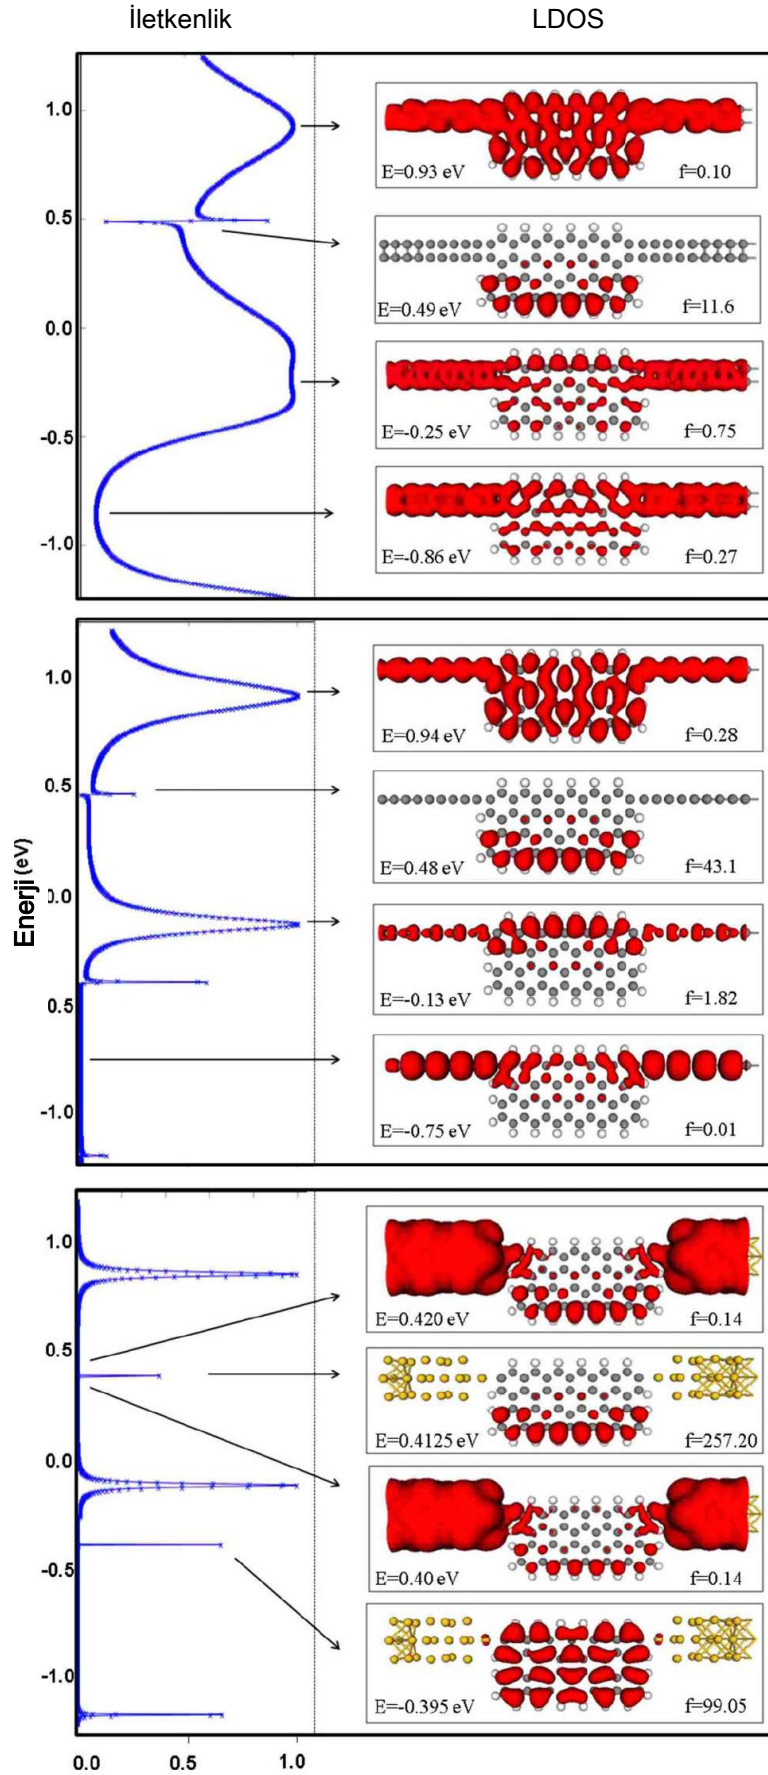 İletkenlik LDOS
1.0
E=0.93 eV f=0.10
0.5
E=0.49 eV f=11.6
0.0
E=-0.25 eV f=0.75
-0.5
E=-0.86 eV f=0.27
-1.0
1.0
E=0.94 eV f=0.28
0.5
E=0.48 eV f=43.1
0.0
Enerji (eV)
E=-0.13 eV f=1.82
0.5
E=-0.75 eV f=0.01
-1.0
1.0
E=0.420 eV f=0.14
0.5
E=0.4125 eV f=257.20
0.0
E=0.40 eV f=0.14
-0.5
E=-0.395 eV f=99.05
-1.0
0.0 0.5 1.0